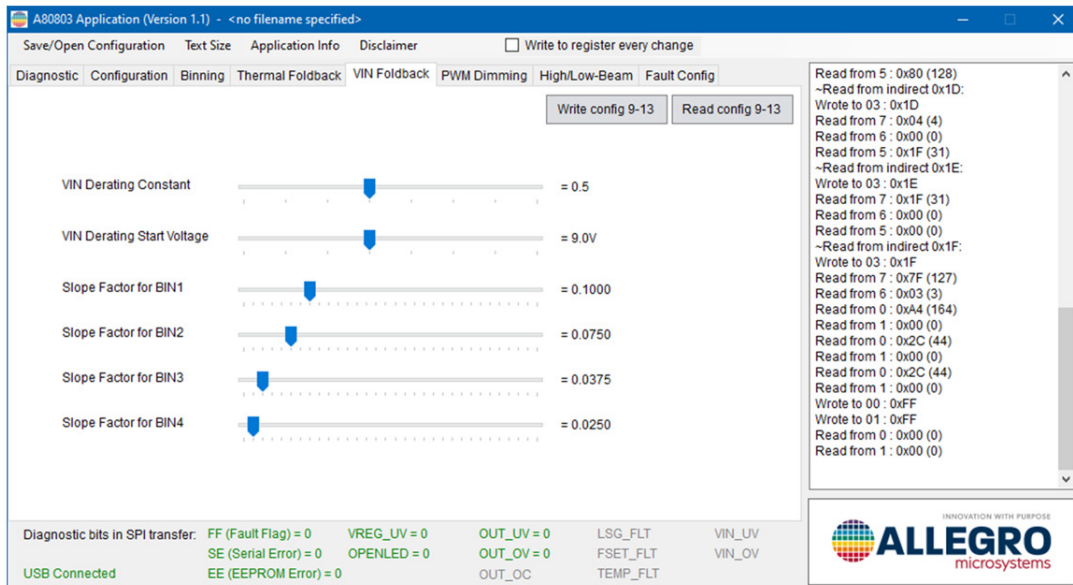 A80803 Application (Version 1.1) - <no filename specified>
Save/Open Configuration Text Size Application Info Disclaimer Write to register every change
Diagnostic Configuration Binning Thermal Foldback VIN Foldback PWM Dimming High/Low-Beam Fault Config
Write config 9-13 Read config 9-13
VIN Derating Constant = 0.5
VIN Derating Start Voltage = 9.0V
Slope Factor for BIN1 = 0.1000
Slope Factor for BIN2 = 0.0750
Slope Factor for BIN3 = 0.0375
Slope Factor for BIN4 = 0.0250
Read from 5 : 0x80 (128)
~Read from indirect 0x1D:
Wrote to 03 : 0x1D
Read from 7 : 0x04 (4)
Read from 6 : 0x00 (0)
Read from 5 : 0x1F (31)
~Read from indirect 0x1E:
Wrote to 03 : 0x1E
Read from 7 : 0x1F (31)
Read from 6 : 0x00 (0)
Read from 5 : 0x00 (0)
~Read from indirect 0x1F:
Wrote to 03 : 0x1F
Read from 7 : 0x7F (127)
Read from 6 : 0x03 (3)
Read from 0 : 0xA4 (164)
Read from 1 : 0x00 (0)
Read from 0 : 0x2C (44)
Read from 1 : 0x00 (0)
Read from 0 : 0x2C (44)
Read from 1 : 0x00 (0)
Wrote to 00 : 0xFF
Wrote to 01 : 0xFF
Read from 0 : 0x00 (0)
Read from 1 : 0x00 (0)
Diagnostic bits in SPI transfer: FF (Fault Flag) = 0 VREG_UV = 0 OUT_UV = 0 LSG_FLT VIN_UV
SE (Serial Error) = 0 OPENLED = 0 OUT_OV = 0 FSET_FLT VIN_OV
USB Connected EE (EEPROM Error) = 0 OUT_OC TEMP_FLT
INNOVATION WITH PURPOSE
ALLEGRO
microsystems